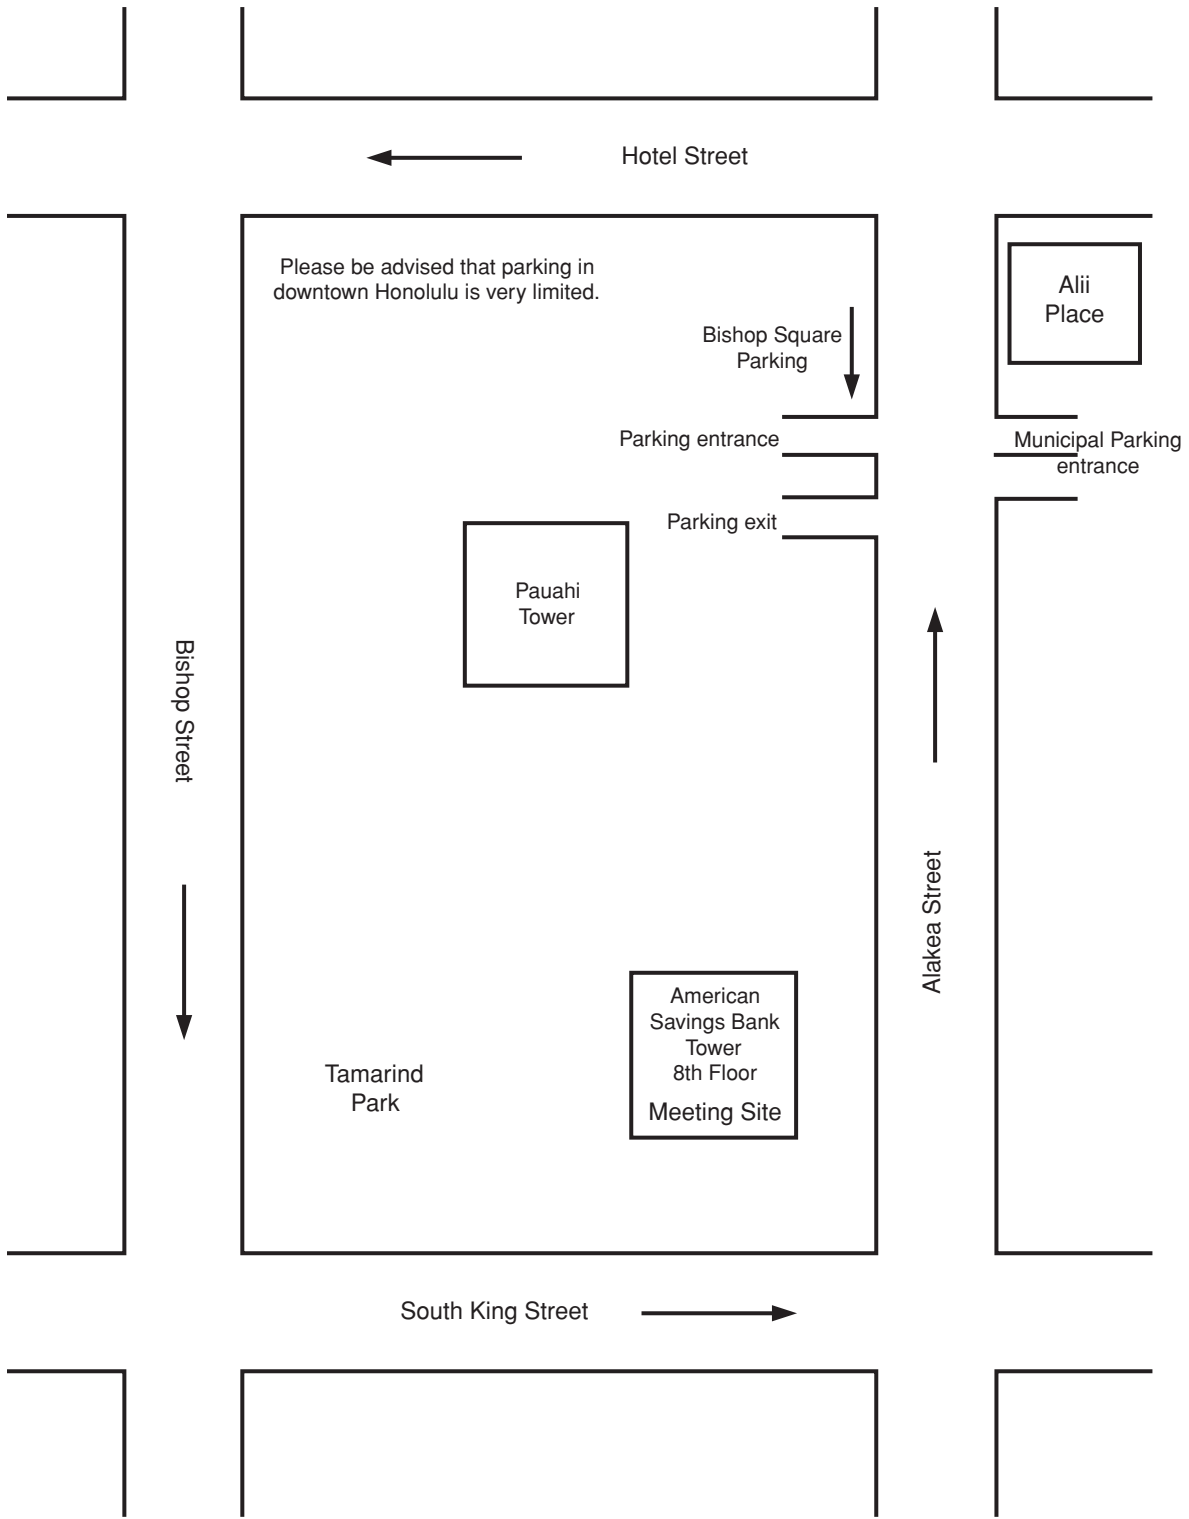 Hotel Street
Please be advised that parking in
downtown Honolulu is very limited.
Alii
Place
Bishop Square
Parking
Parking entrance
Municipal Parking
entrance
Parking exit
Pauahi
Tower
Bishop Street
Alakea Street
American
Savings Bank
Tower
8th Floor
Meeting Site
Tamarind
Park
South King Street